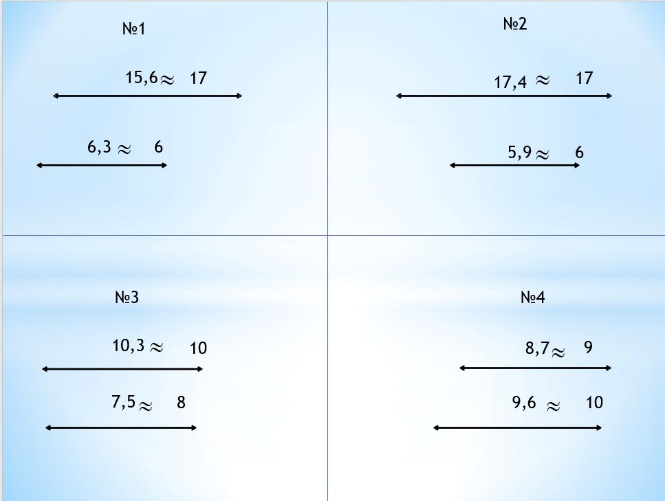 №1
15,6 ≈ 17
6,3 ≈ 6
№2
17,4 ≈ 17
5,9 ≈ 6
№3
10,3 ≈ 10
7,5 ≈ 8
№4
8,7 ≈ 9
9,6 ≈ 10